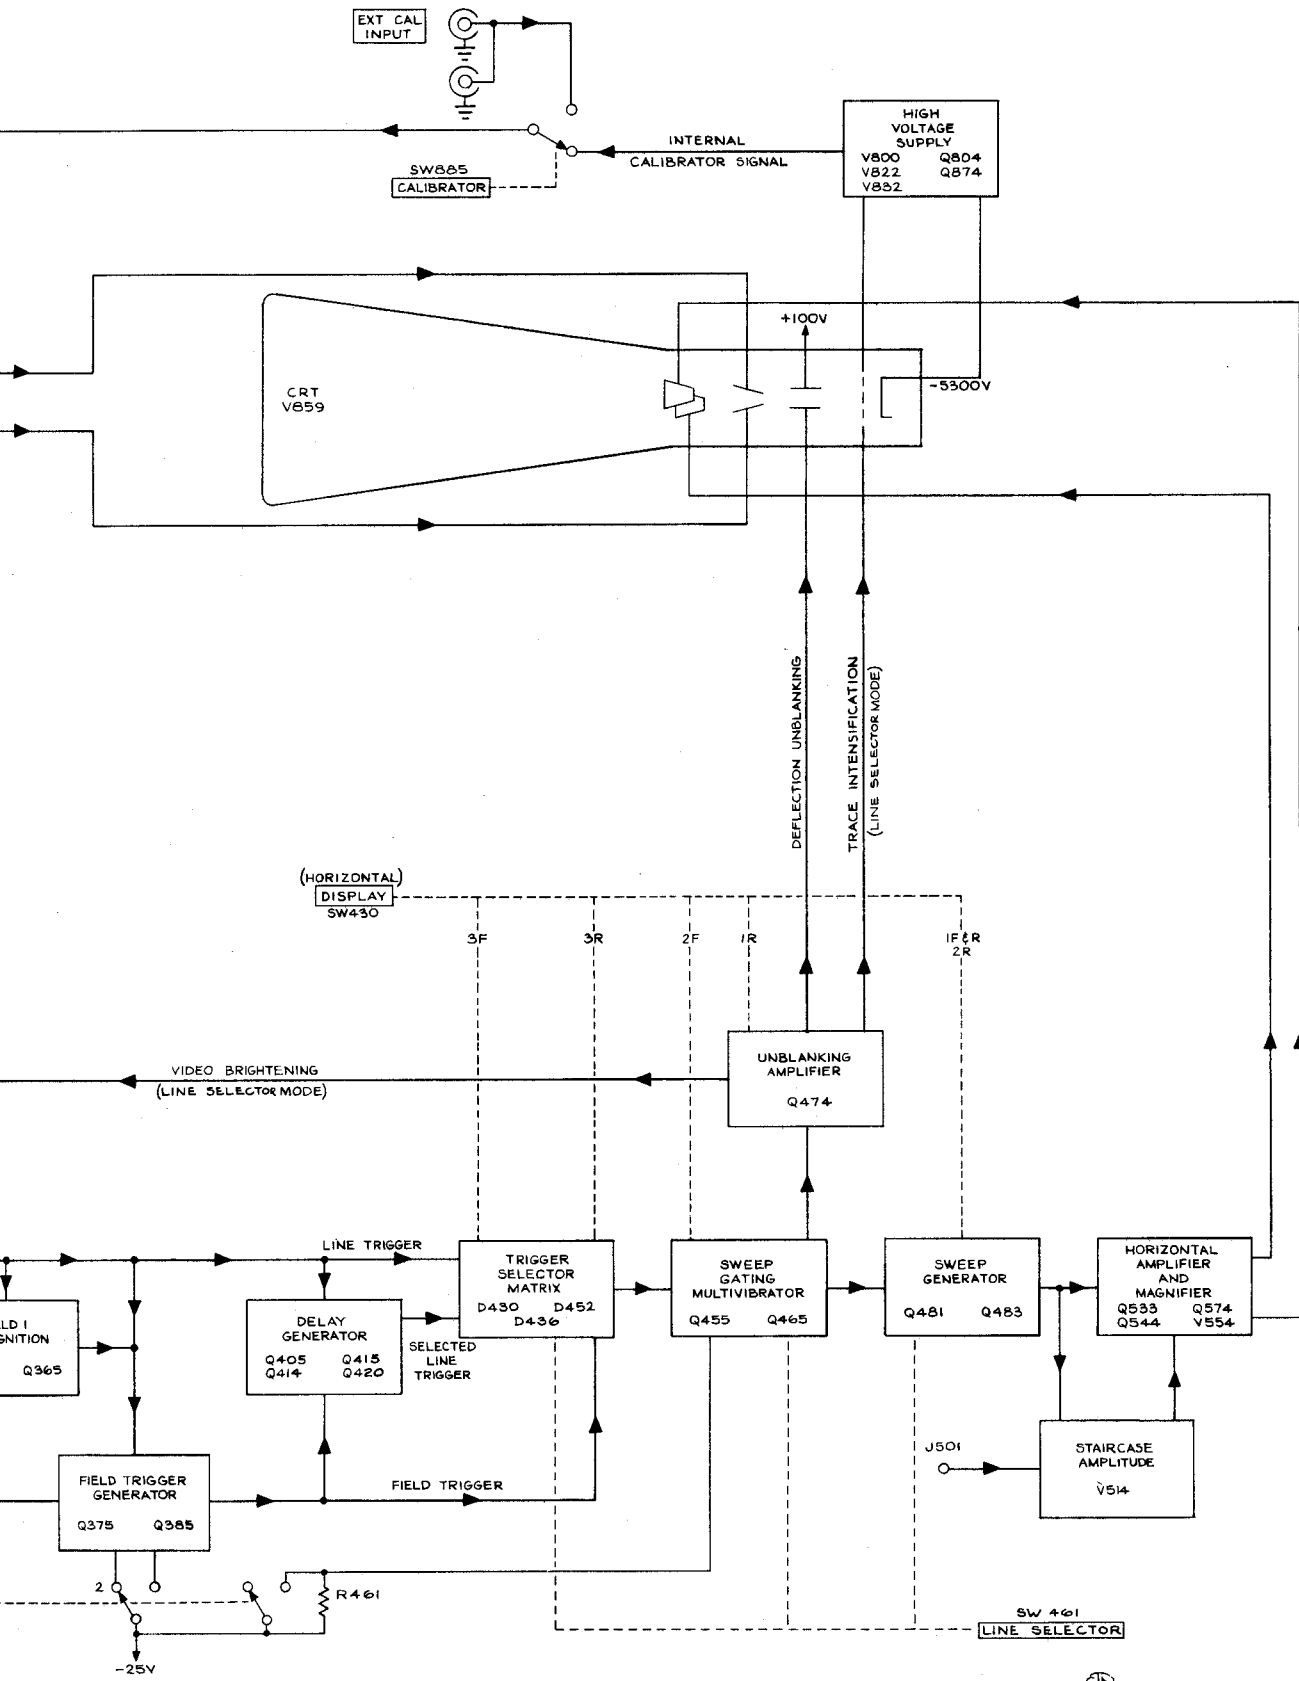 EXT CAL
INPUT
HIGH
VOLTAGE
SUPPLY
V800 Q804
V822 Q874
V832
INTERNAL
CALIBRATOR SIGNAL
SW885
CALIBRATOR
+100V
-5300V
CRT
V859
DEFLECTION UNBLANKING
TRACE INTENSIFICATION
(LINE SELECTOR MODE)
(HORIZONTAL)
DISPLAY
SW430
3F 3R 2F 1R 1F & R
2R
UNBLANKING
AMPLIFIER
Q474
VIDEO BRIGHTENING
(LINE SELECTOR MODE)
LINE TRIGGER
TRIGGER
SELECTOR
MATRIX
D430 D452
D436
SWEEP
GATING
MULTIVIBRATOR
Q455 Q465
SWEEP
GENERATOR
Q481 Q483
HORIZONTAL
AMPLIFIER
AND
MAGNIFIER
Q533 Q574
Q544 V554
LD I
GNITION
Q365
DELAY
GENERATOR
Q405 Q415
Q414 Q420
SELECTED
LINE
TRIGGER
J501
STAIRCASE
AMPLITUDE
V514
FIELD TRIGGER
GENERATOR
Q375 Q385
FIELD TRIGGER
2
R461
-25V
SW 461
LINE SELECTOR